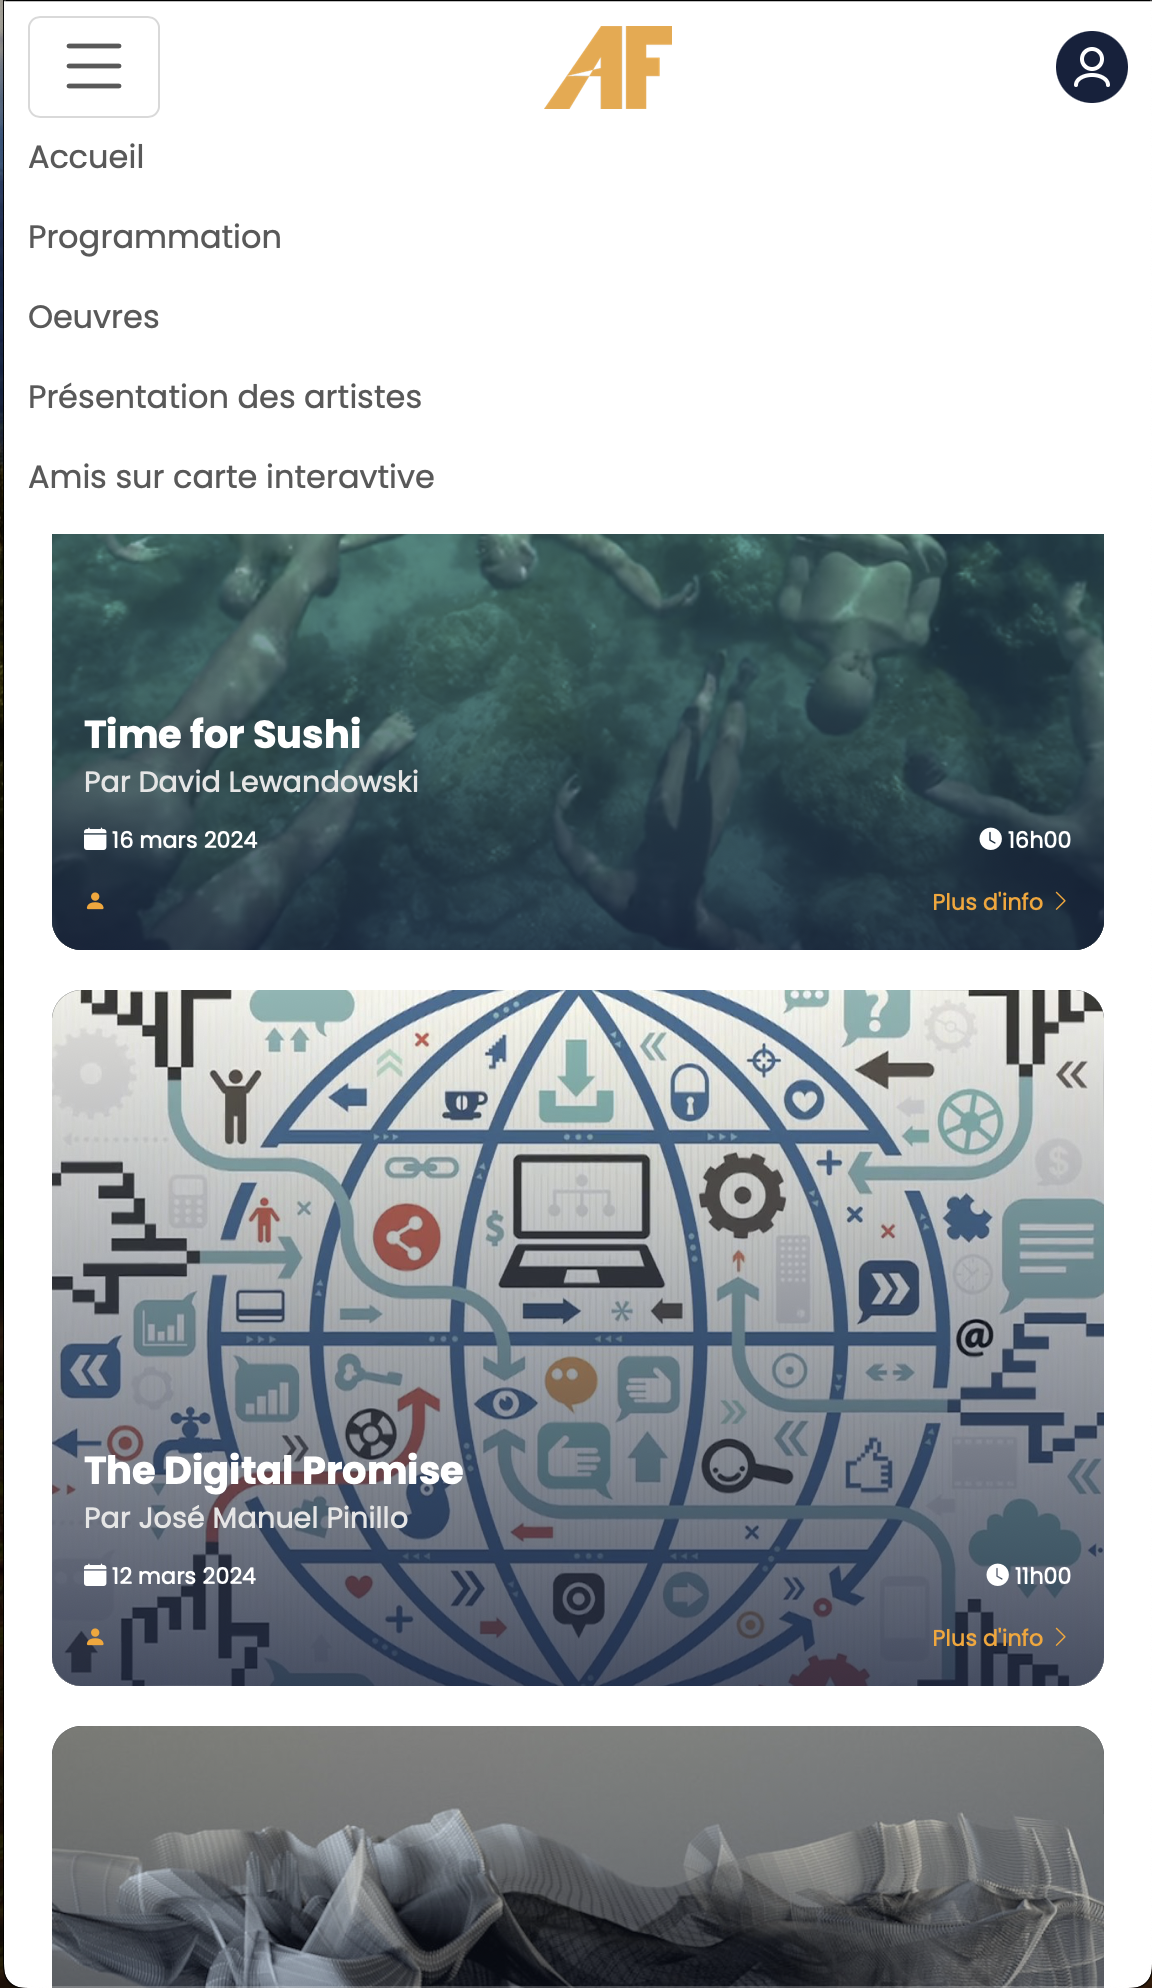 AF
Accueil
Programmation
Oeuvres
Présentation des artistes
Amis sur carte interavtive
Time for Sushi
Par David Lewandowski
16 mars 2024
16h00
Plus d'info
The Digital Promise
Par José Manuel Pinillo
12 mars 2024
11h00
Plus d'info